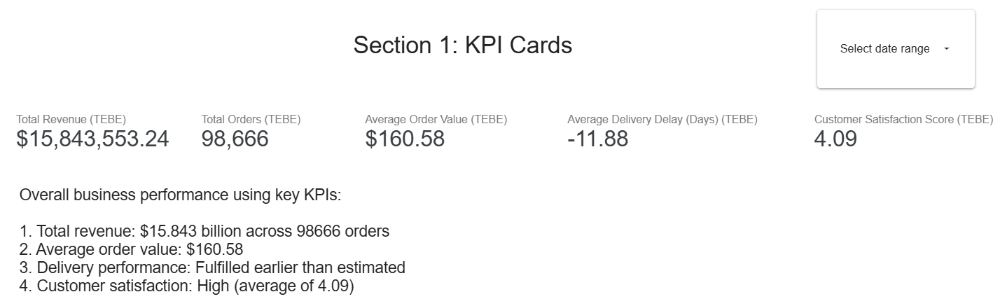 Section 1: KPI Cards
Select date range
Total Revenue (TEBE)
$15,843,553.24
Total Orders (TEBE)
98,666
Average Order Value (TEBE)
$160.58
Average Delivery Delay (Days) (TEBE)
-11.88
Customer Satisfaction Score (TEBE)
4.09
Overall business performance using key KPIs:
1. Total revenue: $15.843 billion across 98666 orders
2. Average order value: $160.58
3. Delivery performance: Fulfilled earlier than estimated
4. Customer satisfaction: High (average of 4.09)